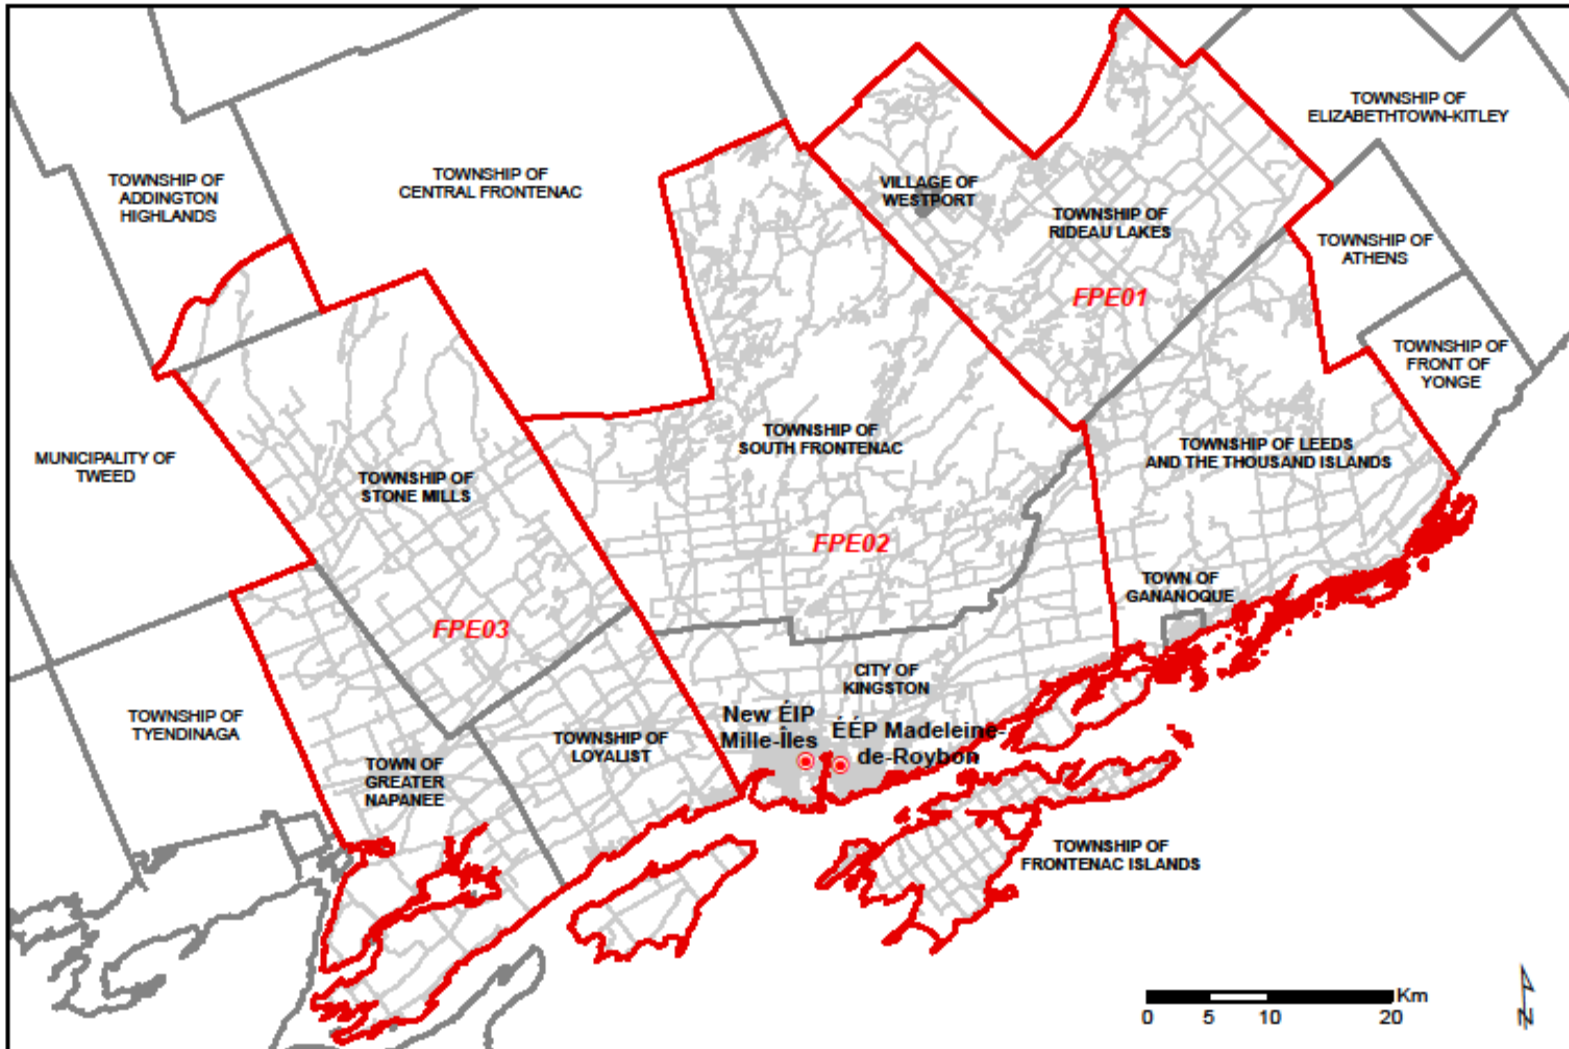 TOWNSHIP OF
ELIZABETHTOWN-KITLEY
TOWNSHIP OF
ADDINGTON
HIGHLANDS
TOWNSHIP OF
CENTRAL FRONTENAC
VILLAGE OF
WESTPORT
TOWNSHIP OF
RIDEAU LAKES
TOWNSHIP OF
ATHENS
FPE01
TOWNSHIP OF
FRONT OF
YONGE
TOWNSHIP OF
SOUTH FRONTENAC
TOWNSHIP OF LEEDS
AND THE THOUSAND ISLANDS
MUNICIPALITY OF
TWEED
TOWNSHIP OF
STONE MILLS
FPE02
TOWN OF
GANANOQUE
FPE03
CITY OF
KINGSTON
New ÉIP
Mille-Îles
ÉÉP Madeleine-
de-Roybon
TOWNSHIP OF
TYENDINAGA
TOWNSHIP OF
LOYALIST
TOWN OF
GREATER
NAPANEE
TOWNSHIP OF
FRONTENAC ISLANDS
Km
0 5 10 20
N